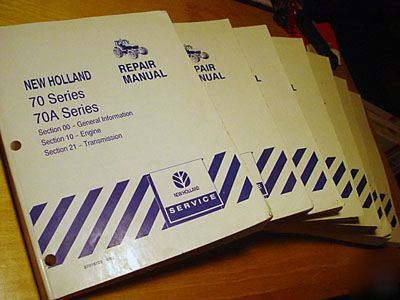 NEW HOLLAND
REPAIR
MANUAL
70 Series
70A Series
Section 00 - General Information
Section 10 - Engine
Section 21 - Transmission
NEW HOLLAND
SERVICE
REPAIR
MANUAL